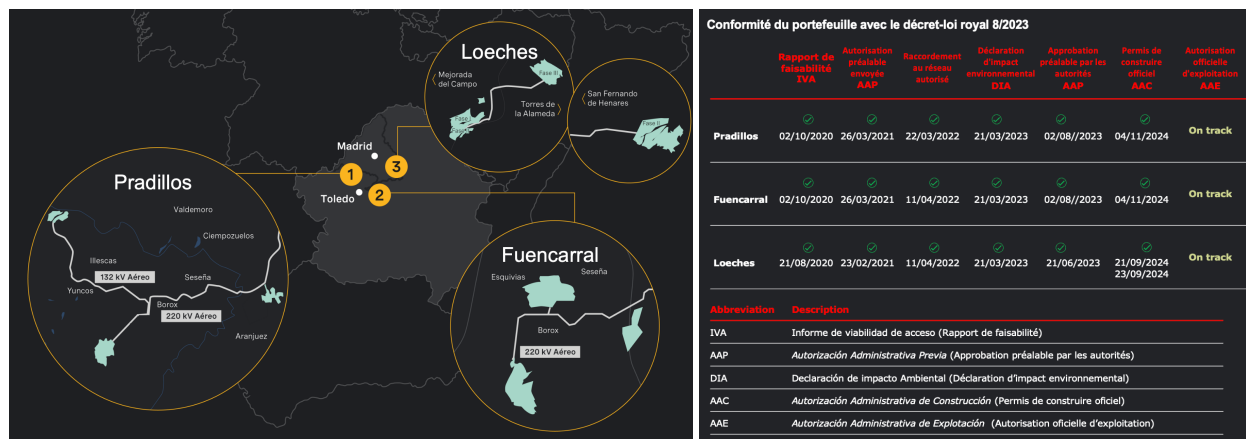 Loeches
Mejorada
del Campo
Fase III
Torres de
la Alameda
Fase I
San Fernando
de Henares
Fase II
Madrid
1
3
2
Toledo
Pradillos
Valdemoro
Ciempozuelos
Illescas
132 kV Aéreo
Seseña
Yuncos
Borox
220 kV Aéreo
Aranjuez
Fuencarral
Esquivias
Seseña
Borox
220 kV Aéreo
Conformité du portefeuille avec le décret-loi royal 8/2023
Rapport de
faisabilité
IVA
Autorisation
préalable
envoyée
AAP
Raccordement
au réseau
autorisé
Déclaration
d'impact
environnemental
DIA
Approbation
préalable par les
autorités
AAP
Permis de
construire
officiel
AAC
Autorisation
officielle
d'exploitation
AAE
Pradillos 02/10/2020 26/03/2021 22/03/2022 21/03/2023 02/08//2023 04/11/2024 On track
Fuencarral 02/10/2020 26/03/2021 11/04/2022 21/03/2023 02/08//2023 04/11/2024 On track
Loeches 21/08/2020 23/02/2021 11/04/2022 21/03/2023 21/06/2023 21/09/2024 On track
23/09/2024
Abbreviation Description
IVA Informe de viabilidad de acceso (Rapport de faisabilité)
AAP Autorización Administrativa Previa (Approbation préalable par les autorités)
DIA Declaración de impacto Ambiental (Déclaration d'impact environnemental)
AAC Autorización Administrativa de Construcción (Permis de construire oficiel)
AAE Autorización Administrativa de Explotación (Autorisation oficielle d'exploitation)